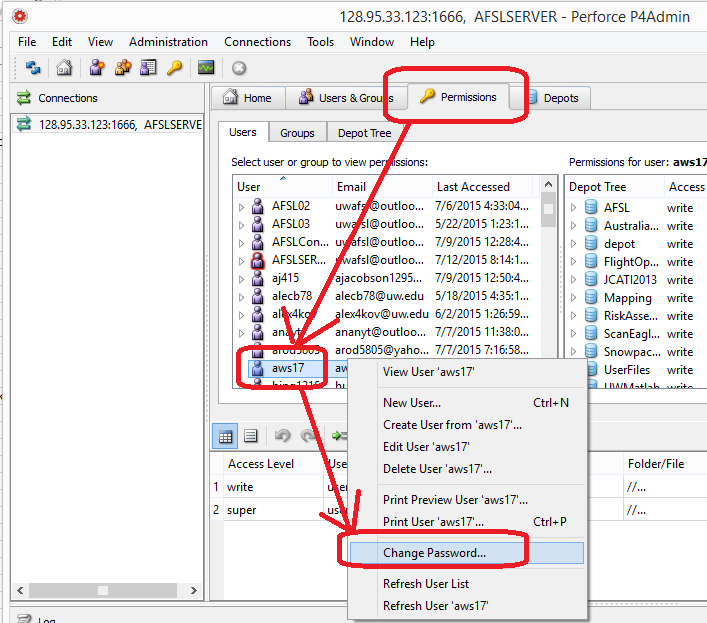 128.95.33.123:1666, AFSLSERVER - Perforce P4Admin
File Edit View Administration Connections Tools Window Help
Connections
128.95.33.123:1666, AFSLSERVE
Home Users & Groups Permissions Depots
Users Groups Depot Tree
Select user or group to view permissions: Permissions for user: aws17
User Email Last Accessed Depot Tree Access
AFSL02 uwafsl@outloo... 7/6/2015 4:33:04... AFSL write
AFSL03 uwafsl@outloo... 5/22/2015 1:23:1... Australia... write
AFSLCon... uwafsl@outloo... 7/9/2015 12:28:4... depot write
AFSLSER... uwafsl@outloo... 7/12/2015 8:14:1... FlightOp... write
aj415 ajacobson1295... 7/9/2015 12:50:4... JCATI2013 write
alecb78 alecb78@uw.edu 5/18/2015 4:35:1... Mapping write
alex4kov alex4kov@uw.edu 6/2/2015 1:26:59... RiskAsse... write
ananyt ananyt@outloo... 7/7/2015 11:38:0... ScanEagl... write
arod5805 arod5805@yaho... 7/7/2015 7:16:58... Snowpac... write
aws17 aw UserFiles write
UWMatlab
View User 'aws17'
New User... Ctrl+N
Create User from 'aws17'...
Edit User 'aws17'
Delete User 'aws17'...
Print Preview User 'aws17'...
Print User 'aws17'... Ctrl+P
Change Password...
Refresh User List
Refresh User 'aws17'
Access Level Use Folder/File
1 write use //...
2 super use //...
Log